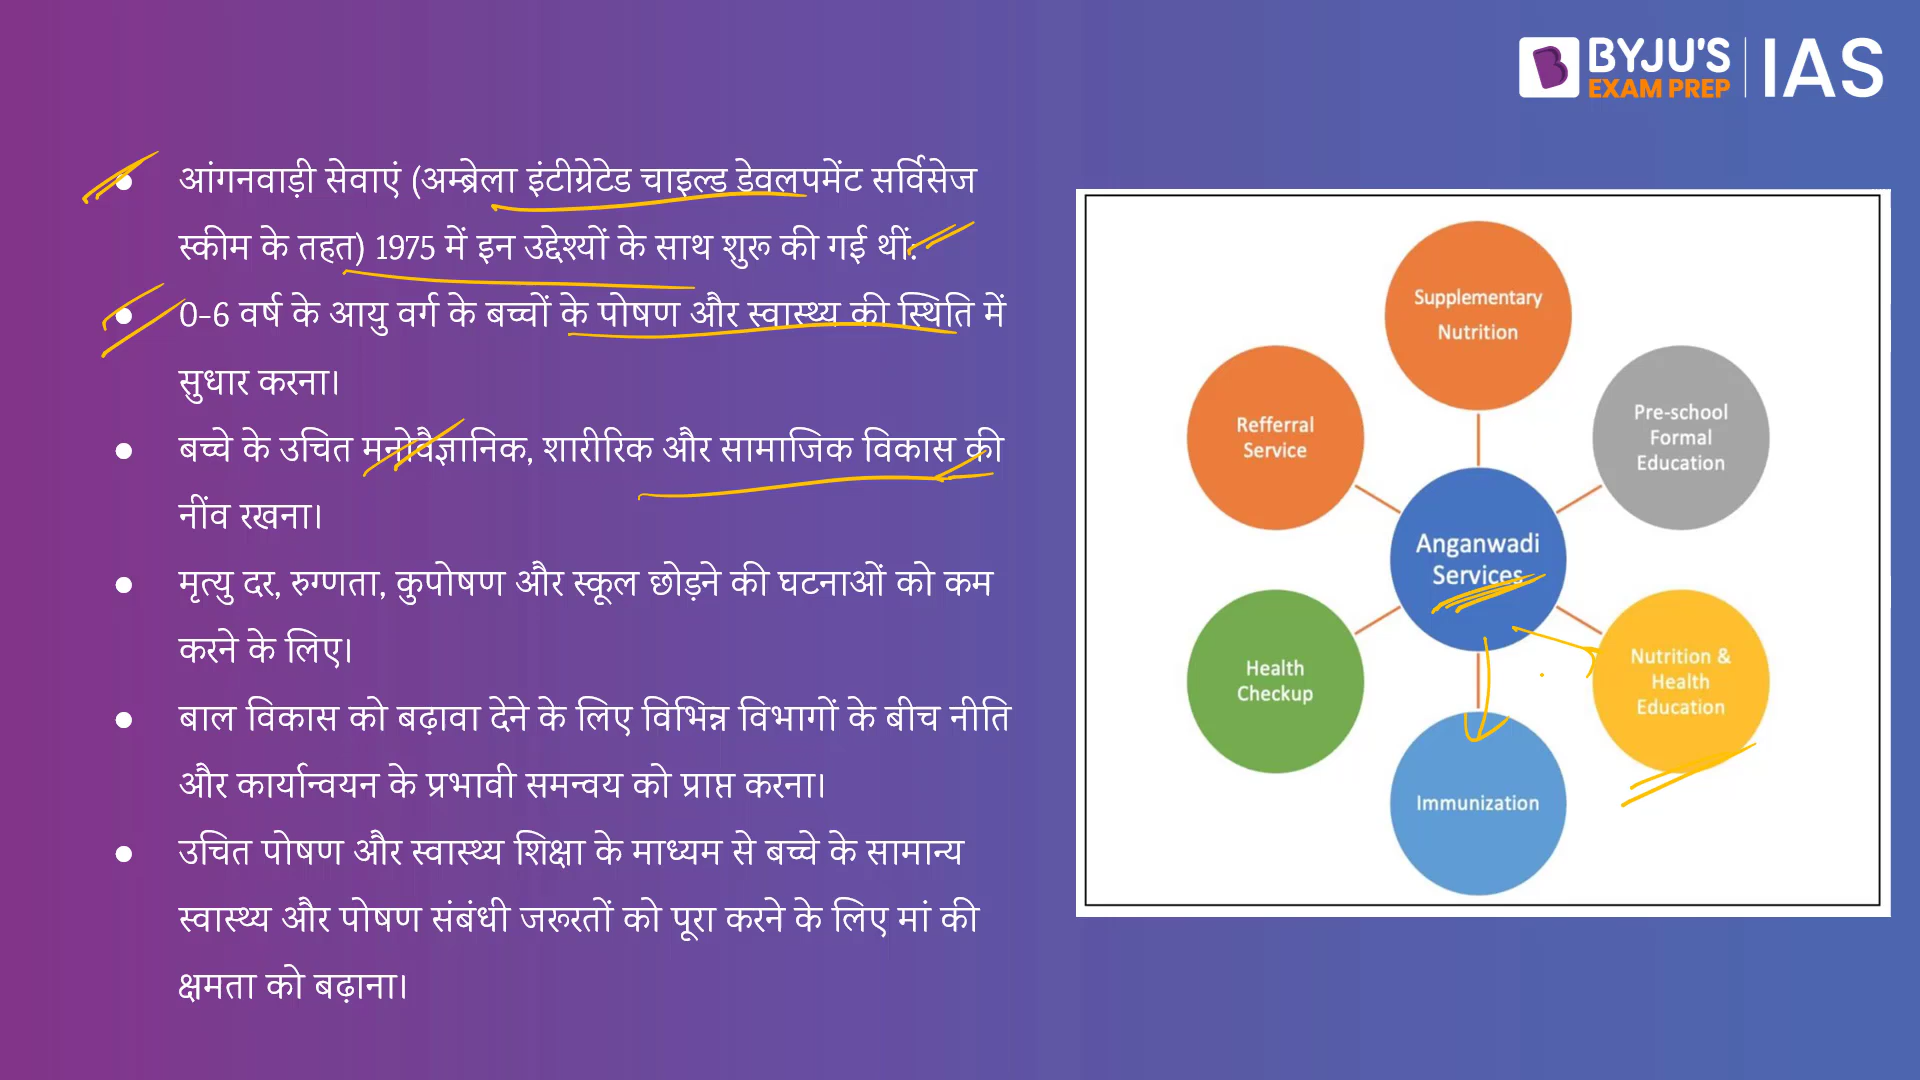 BYJU'S
EXAM PREP
IAS
● आंगनवाड़ी सेवाएं (अम्ब्रेला इंटीग्रेटेड चाइल्ड डेवलपमेंट सर्विसेज
स्कीम के तहत) 1975 में इन उद्देश्यों के साथ शुरू की गई थीं:
● 0-6 वर्ष के आयु वर्ग के बच्चों के पोषण और स्वास्थ्य की स्थिति में
सुधार करना।
● बच्चे के उचित मनोवैज्ञानिक, शारीरिक और सामाजिक विकास की
नींव रखना।
● मृत्यु दर, रुग्णता, कुपोषण और स्कूल छोड़ने की घटनाओं को कम
करने के लिए।
● बाल विकास को बढ़ावा देने के लिए विभिन्न विभागों के बीच नीति
और कार्यान्वयन के प्रभावी समन्वय को प्राप्त करना।
● उचित पोषण और स्वास्थ्य शिक्षा के माध्यम से बच्चे के सामान्य
स्वास्थ्य और पोषण संबंधी जरूरतों को पूरा करने के लिए मां की
क्षमता को बढ़ाना।
Supplementary
Nutrition
Refferral
Service
Pre-school
Formal
Education
Anganwadi
Services
Health
Checkup
Nutrition &
Health
Education
Immunization